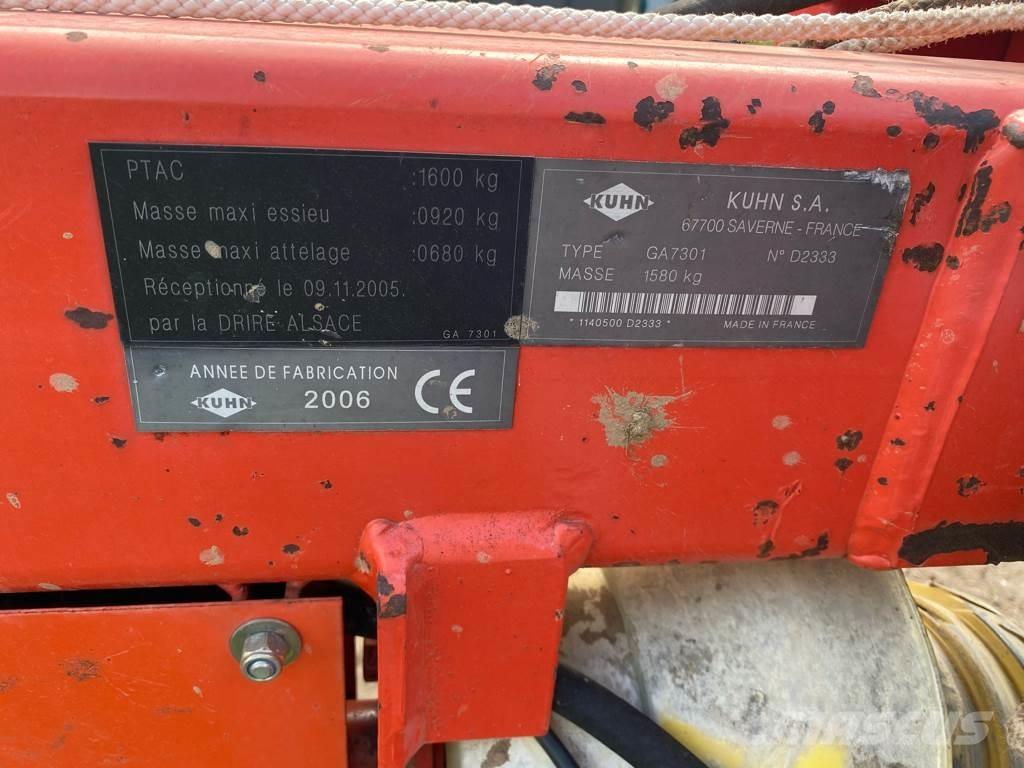 PTAC :1600 kg
Masse maxi essieu :0920 kg
Masse maxi attelage :0680 kg
Réceptionné le 09.11.2005.
par la DRIRE ALSACE
GA 7301
KUHN
KUHN S.A.
67700 SAVERNE - FRANCE
TYPE GA7301 N° D2333
MASSE 1580 kg
* 1140500 D2333 * MADE IN FRANCE
ANNEE DE FABRICATION
KUHN 2006 CE
MASCUS